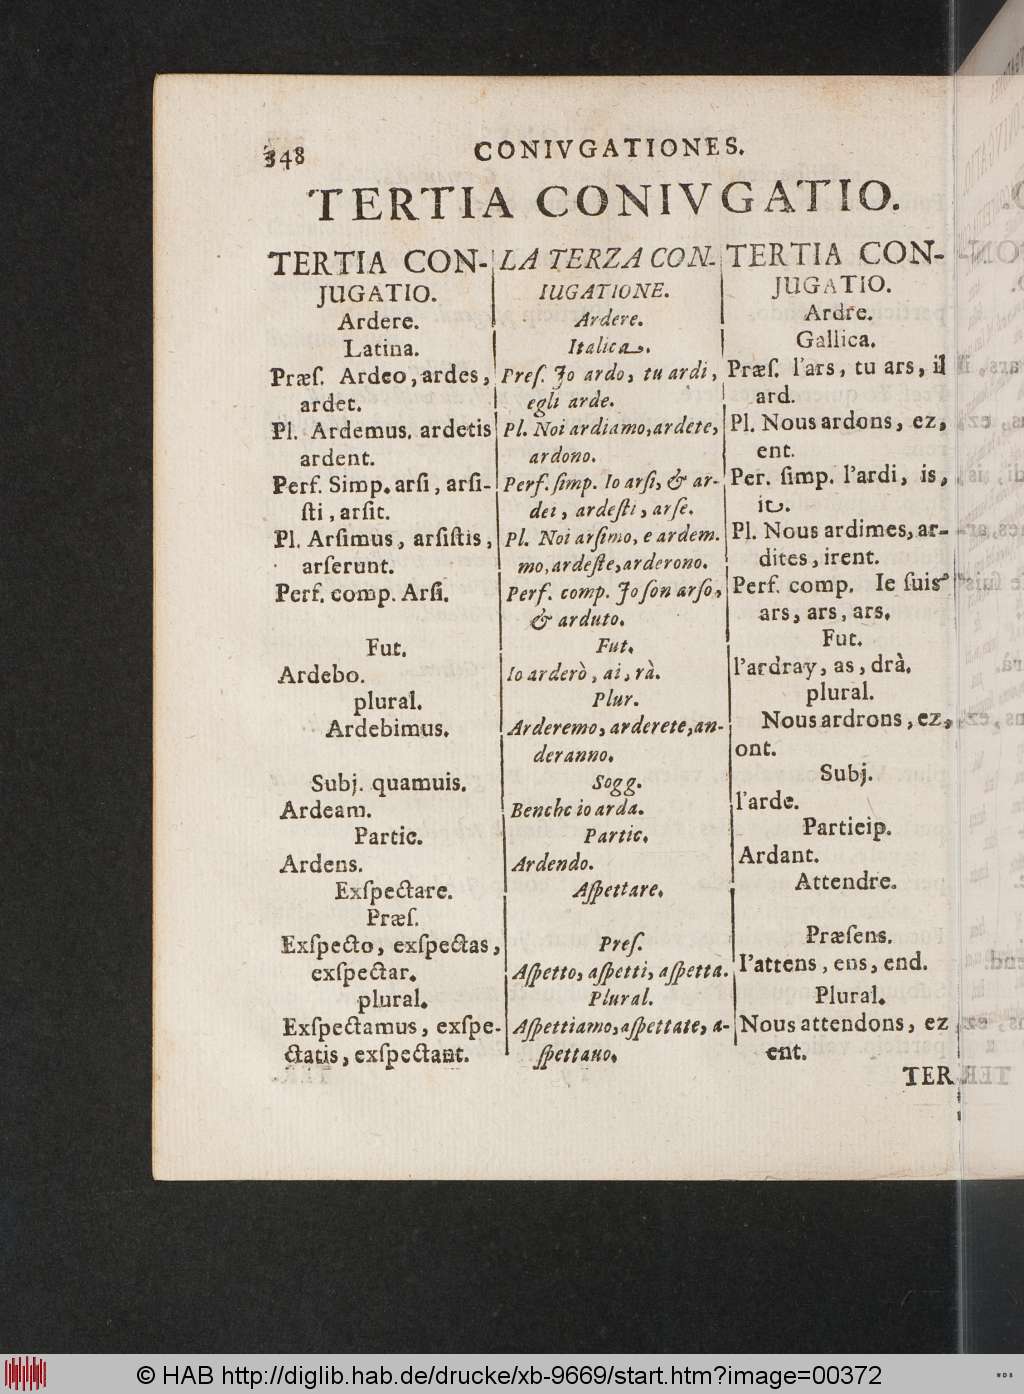 348
CONIVGATIONES.
TERTIA CONIVGATIO.
TERTIA CON-
JUGATIO.
Ardere.
Latina.
Præſ. Ardeo, ardes,
ardet.
Pl. Ardemus. ardetis
ardent.
Perf. Simp. arſi, arſi-
ſti, arſit.
Pl. Arſimus, arſiſtis,
arſerunt.
Perf. comp. Arſi.
Fut.
Ardebo.
plural.
Ardebimus.
Subj. quamuis.
Ardeam.
Partic.
Ardens.
Exſpectare.
Præſ.
Exſpecto, exſpectas,
exſpectar.
plural.
Exſpectamus, exſpe-
ctatis, exſpectant.
LA TERZA CON-
IUGATIONE.
Ardere.
Italica.
Preſ. Jo ardo, tu ardi,
egli arde.
Pl. Noi ardiamo, ardete,
ardono.
Perf. ſimp. Io arſi, & ar-
dei, ardeſti, arſe.
Pl. Noi arſimo, e ardem.
mo, ardeſte, arderono.
Perf. comp. Jo ſon arſo,
& arduto.
Fut.
Io arderò, ai, rà.
Plur.
Arderemo, arderete, an-
deranno.
Sogg.
Benche io arda.
Partic.
Ardendo.
Aſpettare.
Preſ.
Aſpetto, aſpetti, aſpetta.
Plural.
Aſpettiamo, aſpettate, a-
ſpettano.
TERTIA CON-
JUGATIO.
Ardre.
Gallica.
Præſ. l'ars, tu ars, il
ard.
Pl. Nous ardons, ez,
ent.
Per. ſimp. l'ardi, is,
it.
Pl. Nous ardimes, ar-
dites, irent.
Perf. comp. Ie ſuis
ars, ars, ars.
Fut.
l'ardray, as, drà.
plural.
Nous ardrons, ez,
ont.
Subj.
l'arde.
Particip.
Ardant.
Attendre.
Præſens.
I'attens, ens, end.
Plural.
Nous attendons, ez
ent.
TER
© HAB http://diglib.hab.de/drucke/xb-9669/start.htm?image=00372